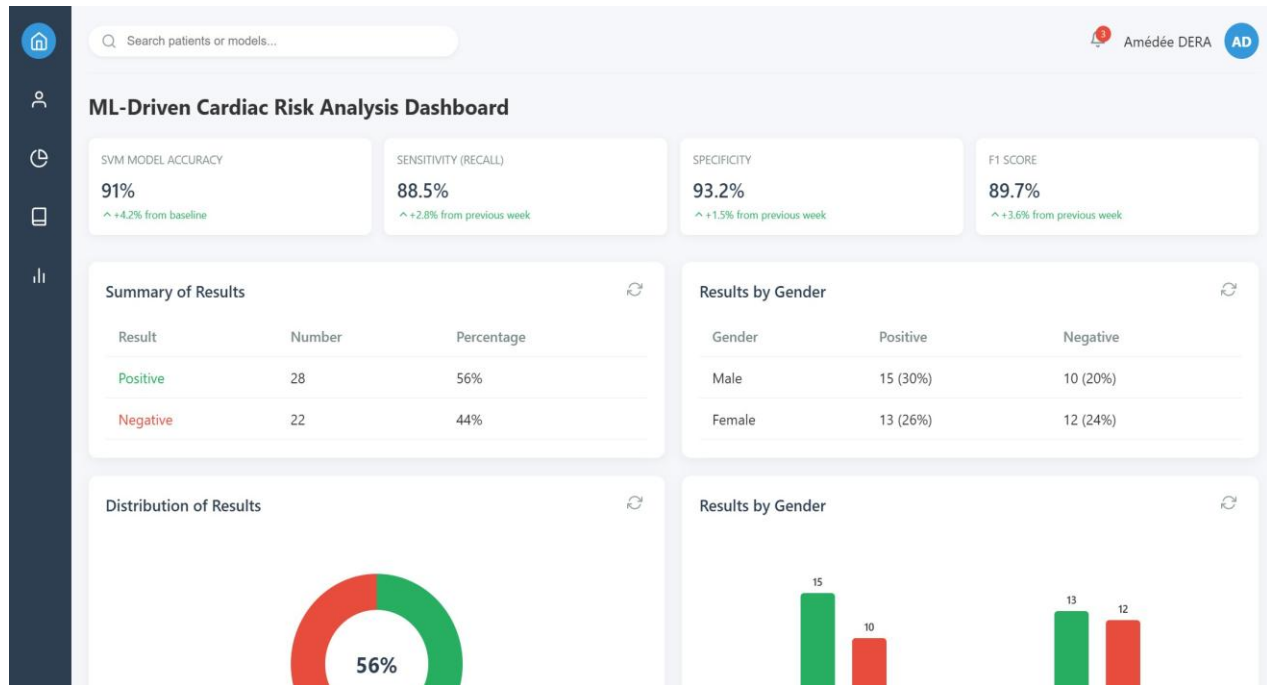 Search patients or models...
3
Amédée DERA
AD
ML-Driven Cardiac Risk Analysis Dashboard
SVM MODEL ACCURACY
91%
+4.2% from baseline
SENSITIVITY (RECALL)
88.5%
+2.8% from previous week
SPECIFICITY
93.2%
+1.5% from previous week
F1 SCORE
89.7%
+3.6% from previous week
Summary of Results
Result Number Percentage
Positive 28 56%
Negative 22 44%
Results by Gender
Gender Positive Negative
Male 15 (30%) 10 (20%)
Female 13 (26%) 12 (24%)
Distribution of Results
56%
Results by Gender
15
10
13
12